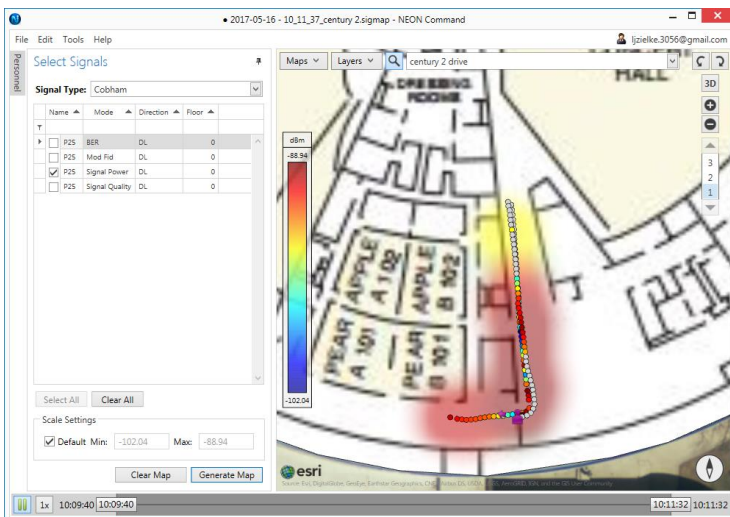 2017-05-16 - 10_11_37_century 2.sigmap - NEON Command
File Edit Tools Help
ljzielke.3056@gmail.com
Personnel
Select Signals
Signal Type: Cobham
Name Mode Direction Floor
P25 BER DL 0
P25 Mod Fid DL 0
P25 Signal Power DL 0
P25 Signal Quality DL 0
Select All Clear All
Scale Settings
Default Min: -102.04 Max: -88.94
Clear Map Generate Map
Maps Layers century 2 drive
3D
3
2
1
dBm
-88.94
-102.04
HALL
DRESSING
ROOMS
APPLE
A 102
APPLE
B 102
PEAR
A 101
PEAR
B 101
esri
1x 10:09:40 10:09:40 10:11:32 10:11:32